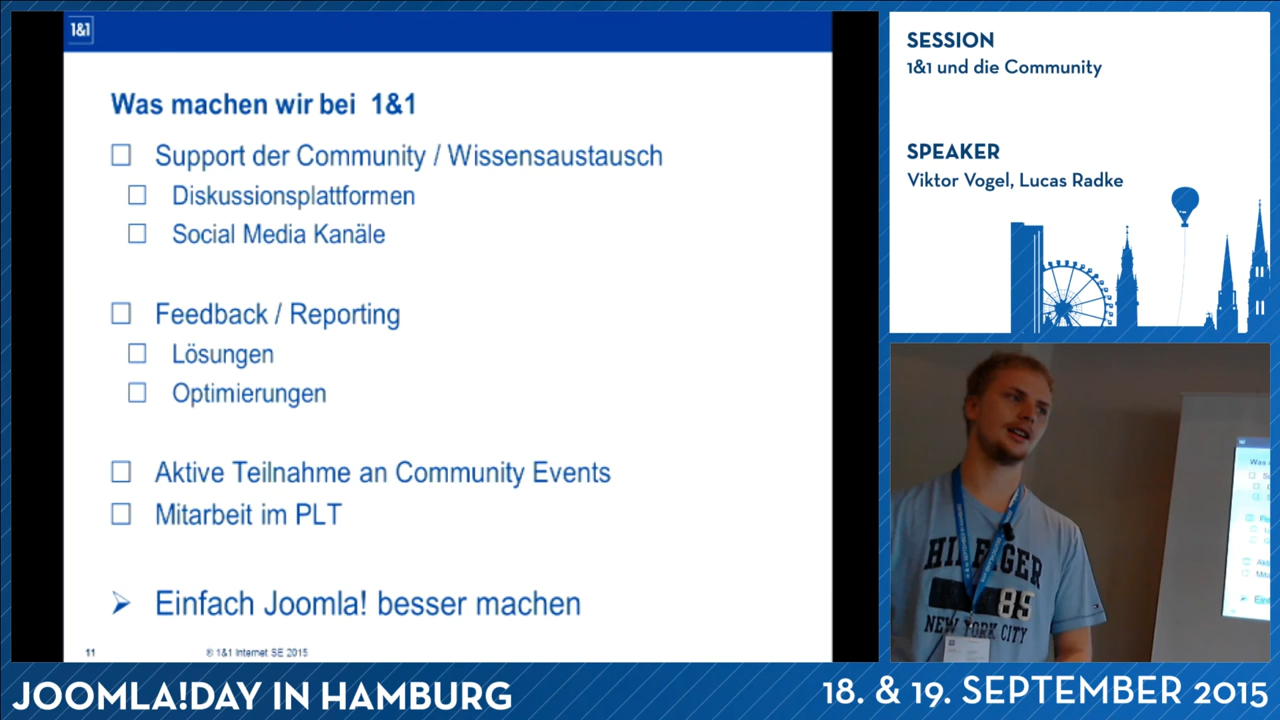 1&1
Was machen wir bei 1&1
Support der Community / Wissensaustausch
Diskussionsplattformen
Social Media Kanäle
Feedback / Reporting
Lösungen
Optimierungen
Aktive Teilnahme an Community Events
Mitarbeit im PLT
Einfach Joomla! besser machen
11
© 1&1 Internet SE 2015
SESSION
1&1 und die Community
SPEAKER
Viktor Vogel, Lucas Radke
HILFIGER
85
NEW YORK CITY
JOOMLA!DAY IN HAMBURG
18. & 19. SEPTEMBER 2015